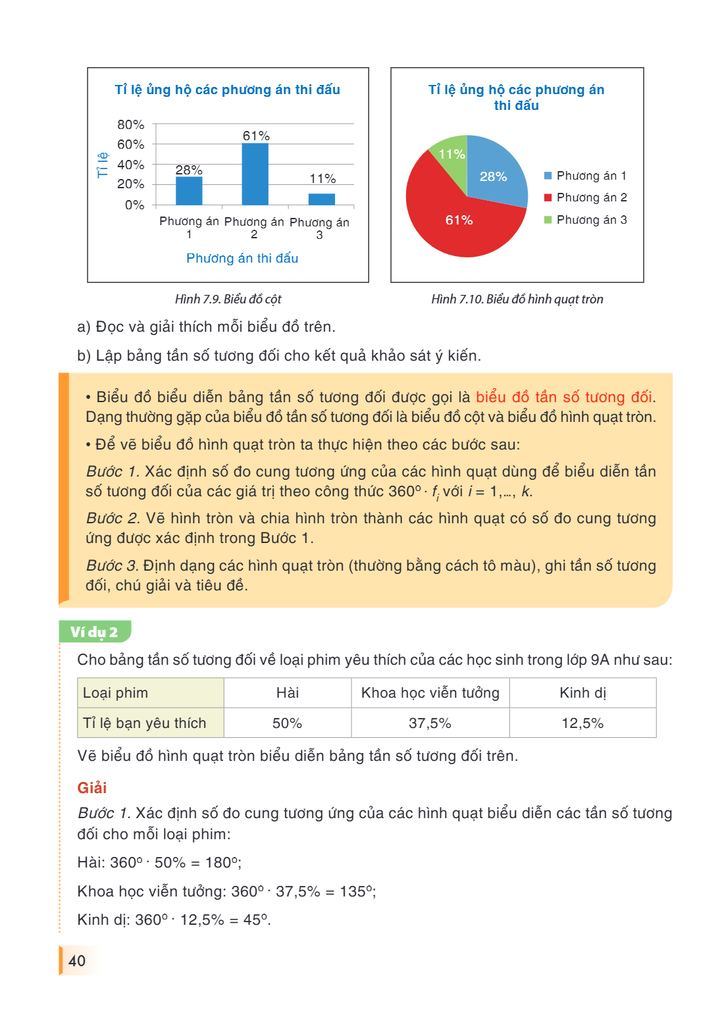 Tỉ lệ ủng hộ các phương án thi đấu
80%
60%
40%
20%
0%
Tỉ lệ
28%
61%
11%
Phương án 1
Phương án 2
Phương án 3
Phương án thi đấu
Tỉ lệ ủng hộ các phương án
thi đấu
11%
28%
61%
Phương án 1
Phương án 2
Phương án 3
Hình 7.9. Biểu đồ cột
Hình 7.10. Biểu đồ hình quạt tròn
a) Đọc và giải thích mỗi biểu đồ trên.
b) Lập bảng tần số tương đối cho kết quả khảo sát ý kiến.
• Biểu đồ biểu diễn bảng tần số tương đối được gọi là biểu đồ tần số tương đối.
Dạng thường gặp của biểu đồ tần số tương đối là biểu đồ cột và biểu đồ hình quạt tròn.
• Để vẽ biểu đồ hình quạt tròn ta thực hiện theo các bước sau:
Bước 1. Xác định số đo cung tương ứng của các hình quạt dùng để biểu diễn tần
số tương đối của các giá trị theo công thức 360º · fᵢ với i = 1,..., k.
Bước 2. Vẽ hình tròn và chia hình tròn thành các hình quạt có số đo cung tương
ứng được xác định trong Bước 1.
Bước 3. Định dạng các hình quạt tròn (thường bằng cách tô màu), ghi tần số tương
đối, chú giải và tiêu đề.
Ví dụ 2
Cho bảng tần số tương đối về loại phim yêu thích của các học sinh trong lớp 9A như sau:
Loại phim Hài Khoa học viễn tưởng Kinh dị
Tỉ lệ bạn yêu thích 50% 37,5% 12,5%
Vẽ biểu đồ hình quạt tròn biểu diễn bảng tần số tương đối trên.
Giải
Bước 1. Xác định số đo cung tương ứng của các hình quạt biểu diễn các tần số tương
đối cho mỗi loại phim:
Hài: 360º · 50% = 180º;
Khoa học viễn tưởng: 360º · 37,5% = 135º;
Kinh dị: 360º · 12,5% = 45º.
40